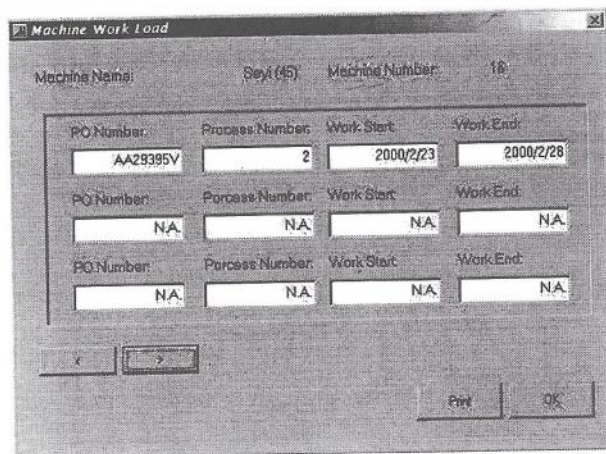 Machine Work Load
Machine Name: Seyi (45) Machine Number: 18
PO Number: Process Number: Work Start: Work End:
AA29395V 2 2000/2/23 2000/2/28
PO Number: Porcess Number: Work Start: Work End:
N.A. N.A. N.A. N.A.
PO Number: Porcess Number: Work Start: Work End:
N.A. N.A. N.A. N.A.
< >
Print OK